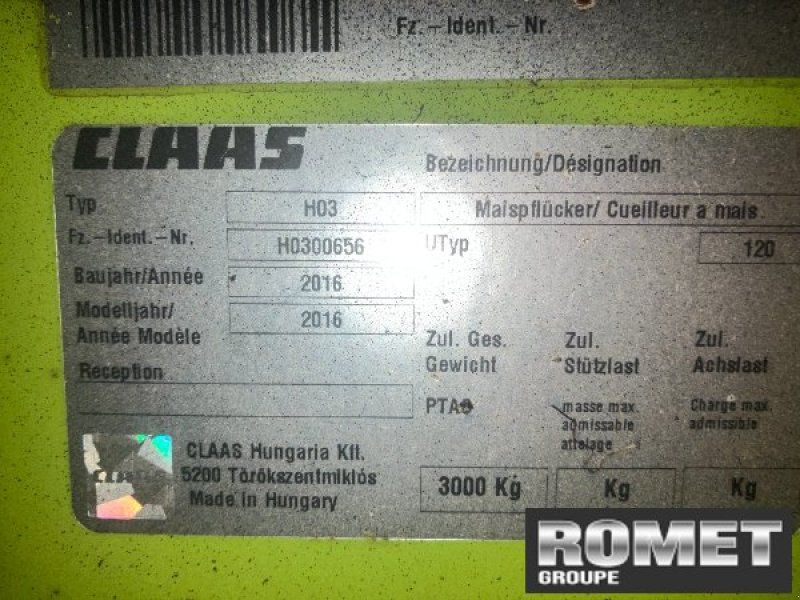 Fz.-Ident.-Nr.
CLAAS
Bezeichnung/Désignation
Typ H03 Maispflücker/ Cueilleur a mais
Fz.-Ident.-Nr. H0300656 UTyp 120
Baujahr/Année 2016
Modelljahr/ 2016
Année Modèle
Zul. Ges. Zul. Zul.
Gewicht Stützlast Achslast
Reception
PTAC masse max. Charge max.
admissable admissible
attelage
CLAAS Hungaria Kft.
5200 Törökszentmiklós
Made in Hungary
3000 Kg Kg Kg
CLAAS
ROMET
GROUPE